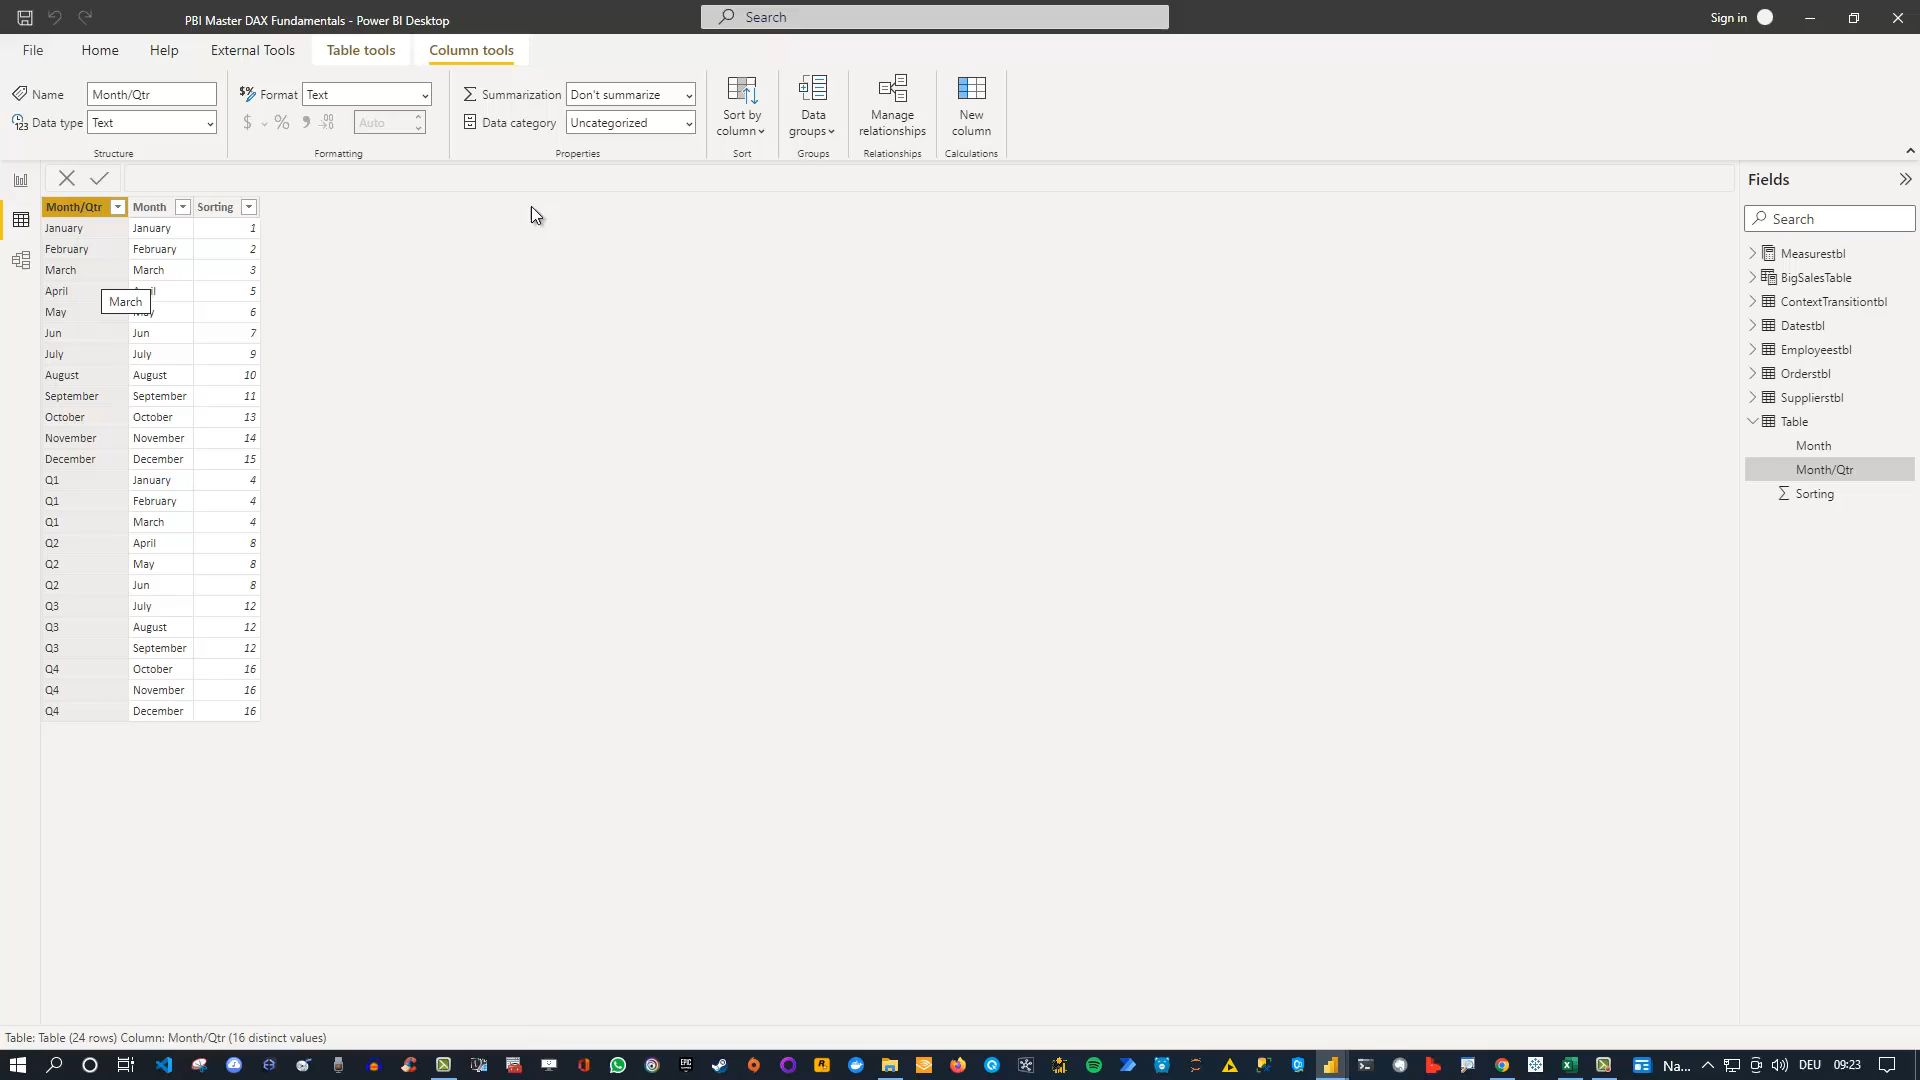 PBI Master DAX Fundamentals - Power BI Desktop
Search
Sign in
File
Home
Help
External Tools
Table tools
Column tools
Name
Month/Qtr
Data type
Text
Structure
Format
Text
$
%
Auto
Formatting
Summarization
Don't summarize
Data category
Uncategorized
Properties
Sort by
column
Sort
Data
groups
Groups
Manage
relationships
Relationships
New
column
Calculations
Month/Qtr Month Sorting
January January 1
February February 2
March March 3
April 5
March
May 6
Jun Jun 7
July July 9
August August 10
September September 11
October October 13
November November 14
December December 15
Q1 January 4
Q1 February 4
Q1 March 4
Q2 April 8
Q2 May 8
Q2 Jun 8
Q3 July 12
Q3 August 12
Q3 September 12
Q4 October 16
Q4 November 16
Q4 December 16
Fields
Search
Measurestbl
BigSalesTable
ContextTransitiontbl
Datestbl
Employeestbl
Orderstbl
Supplierstbl
Table
Month
Month/Qtr
Sorting
Table: Table (24 rows) Column: Month/Qtr (16 distinct values)
Na...
DEU
09:23